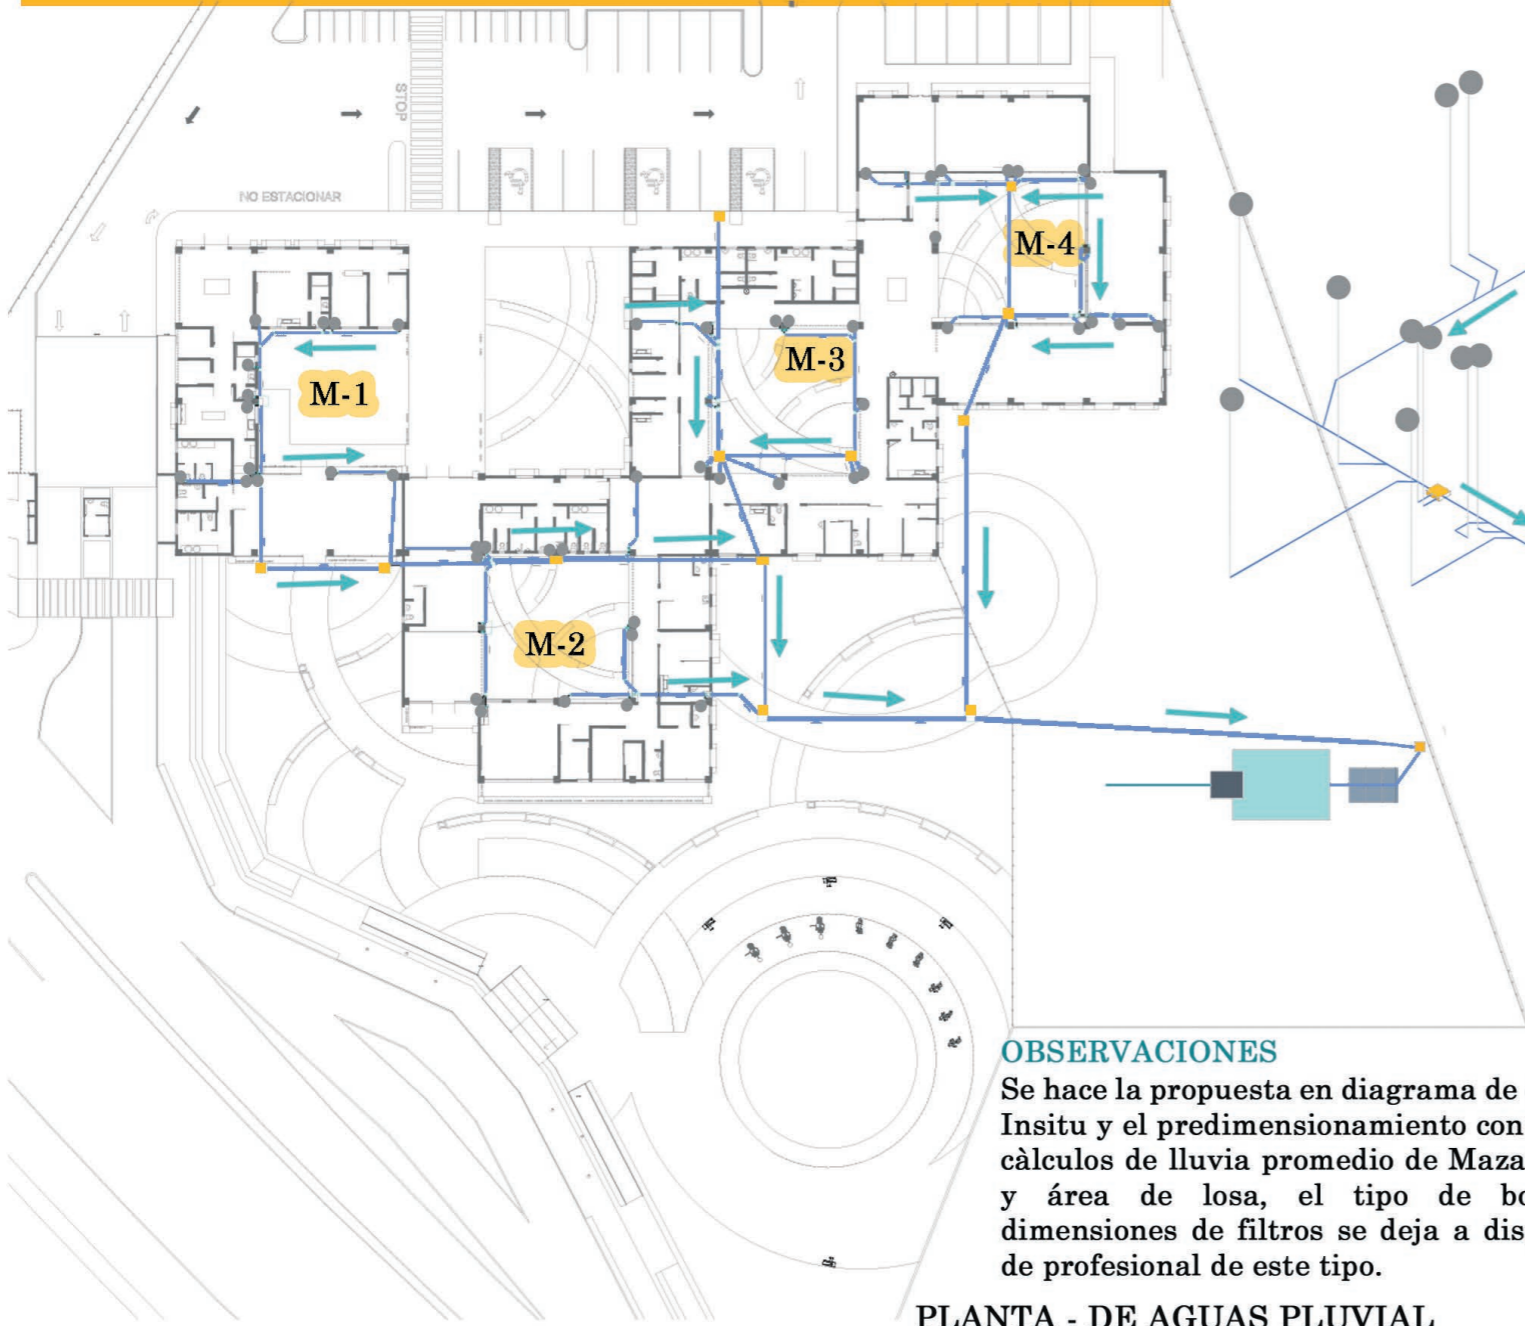 STOP
NO ESTACIONAR
M-4
M-3
M-1
M-2
OBSERVACIONES
Se hace la propuesta en diagrama de
Insitu y el predimensionamiento con
càlculos de lluvia promedio de Maza
y área de losa, el tipo de bo
dimensiones de filtros se deja a dis
de profesional de este tipo.
PLANTA - DE AGUAS PLUVIAL